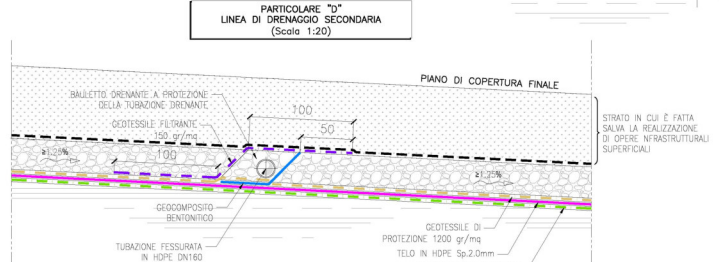 PARTICOLARE "D"
LINEA DI DRENAGGIO SECONDARIA
(Scala 1:20)
PIANO DI COPERTURA FINALE
BAULETTO DRENANTE A PROTEZIONE
DELLA TUBAZIONE DRENANTE
100
GEOTESSILE FILTRANTE
150 gr/mq
50
STRATO IN CUI È FATTA
SALVA LA REALIZZAZIONE
DI OPERE NFRASTRUTTURALI
SUPERFICIALI
≥1.25%
100
≥1.25%
GEOCOMPOSITO
BENTONITICO
GEOTESSILE DI
PROTEZIONE 1200 gr/mq
TUBAZIONE FESSURATA
IN HDPE DN160
TELO IN HDPE Sp.2.0mm